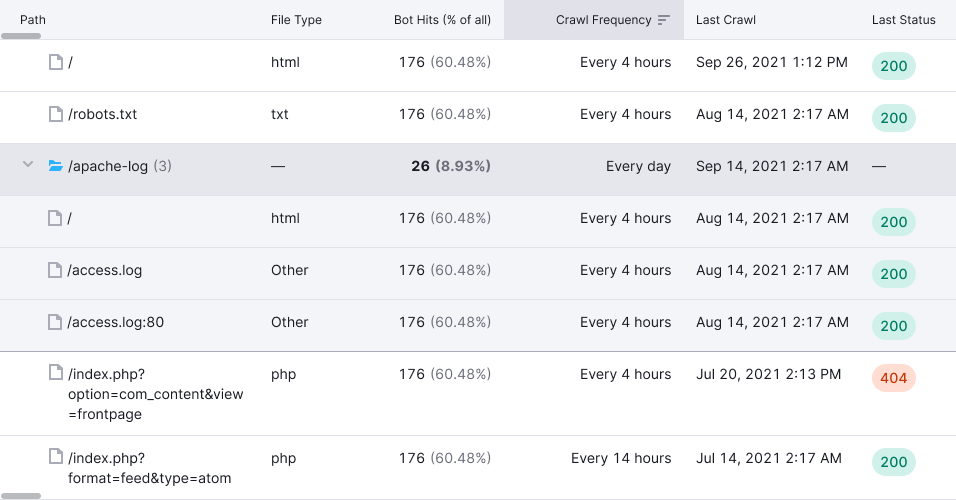 Path File Type Bot Hits (% of all) Crawl Frequency Last Crawl Last Status
/ html 176 (60.48%) Every 4 hours Sep 26, 2021 1:12 PM 200
/robots.txt txt 176 (60.48%) Every 4 hours Aug 14, 2021 2:17 AM 200
/apache-log (3) — 26 (8.93%) Every day Sep 14, 2021 2:17 AM —
/ html 176 (60.48%) Every 4 hours Aug 14, 2021 2:17 AM 200
/access.log Other 176 (60.48%) Every 4 hours Aug 14, 2021 2:17 AM 200
/access.log:80 Other 176 (60.48%) Every 4 hours Aug 14, 2021 2:17 AM 200
/index.php? php 176 (60.48%) Every 4 hours Jul 20, 2021 2:13 PM 404
option=com_content&view
=frontpage
/index.php? php 176 (60.48%) Every 14 hours Jul 14, 2021 2:17 AM 200
format=feed&type=atom